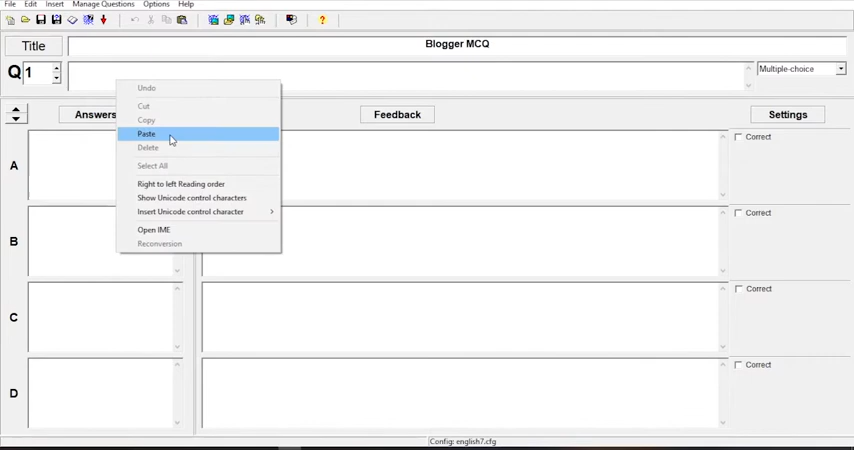 File Edit Insert Manage Questions Options Help
Title Blogger MCQ
Q 1 Multiple-choice
Undo
Cut
Copy
Paste
Delete
Select All
Right to left Reading order
Show Unicode control characters
Insert Unicode control character
Open IME
Reconversion
Answers Feedback Settings
A Correct
B Correct
C Correct
D Correct
Config: english7.cfg